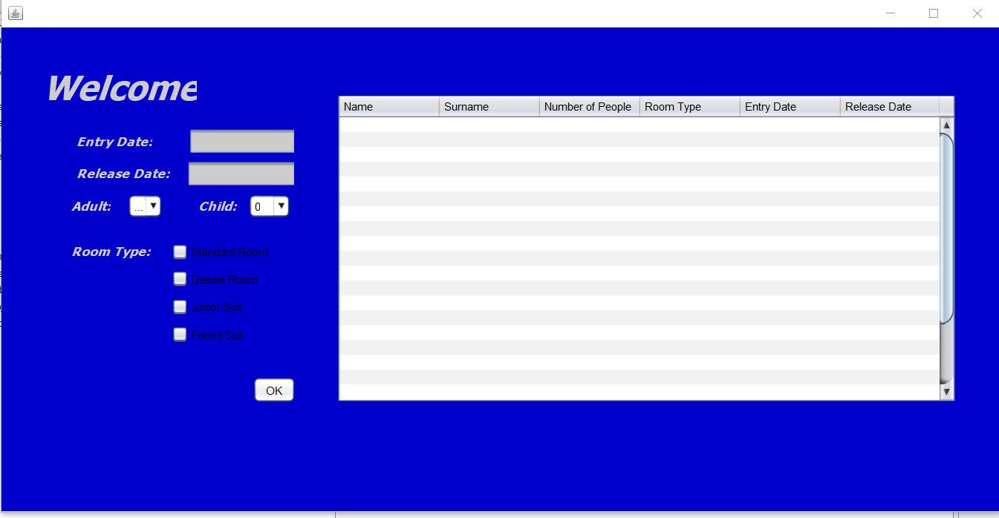 Welcome
Entry Date:
Release Date:
Adult: ... Child: 0
Room Type: Standard Room
Deluxe Room
Junior Suit
Friend Suit
OK
Name Surname Number of People Room Type Entry Date Release Date